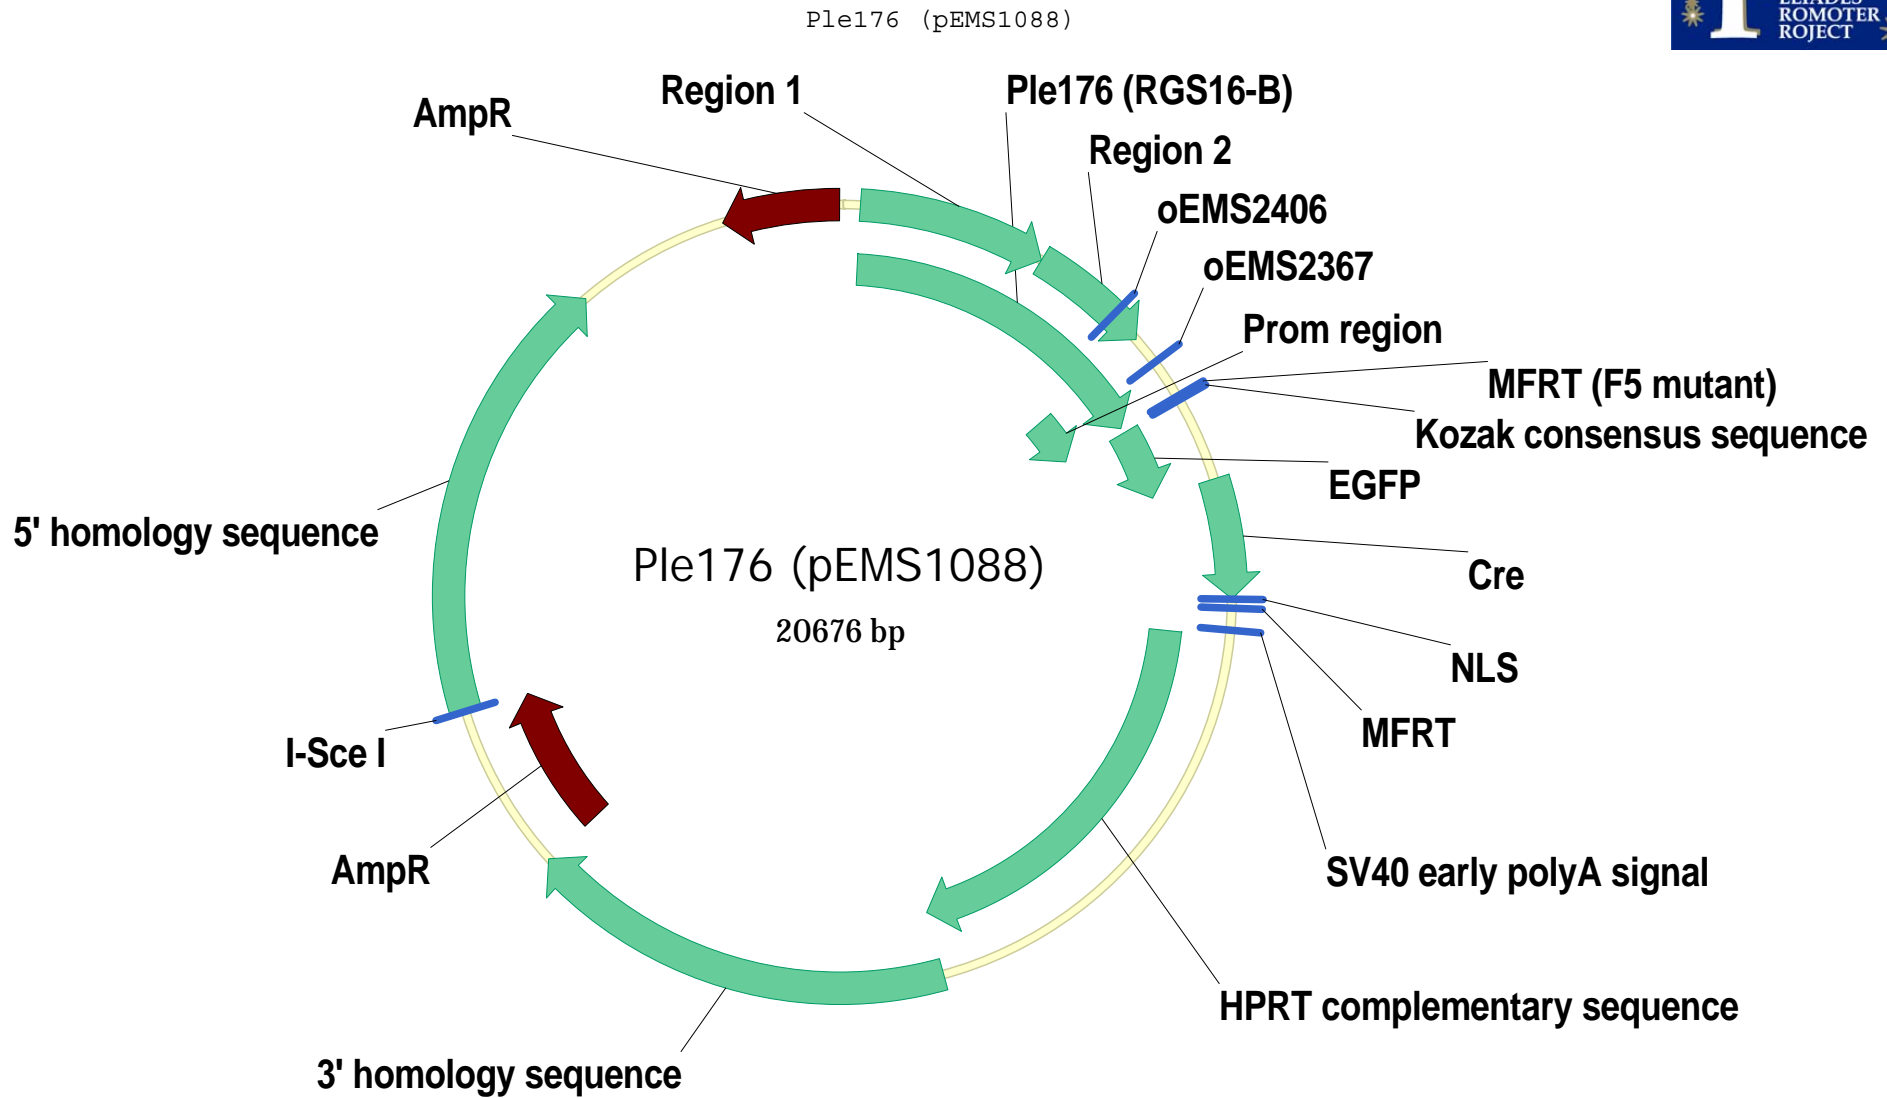 Ple176 (pEMS1088)
ROMOTER
ROJECT
Region 1
Ple176 (RGS16-B)
AmpR
Region 2
oEMS2406
oEMS2367
Prom region
MFRT (F5 mutant)
Kozak consensus sequence
EGFP
5' homology sequence
Ple176 (pEMS1088)
20676 bp
Cre
NLS
MFRT
I-Sce I
AmpR
SV40 early polyA signal
HPRT complementary sequence
3' homology sequence